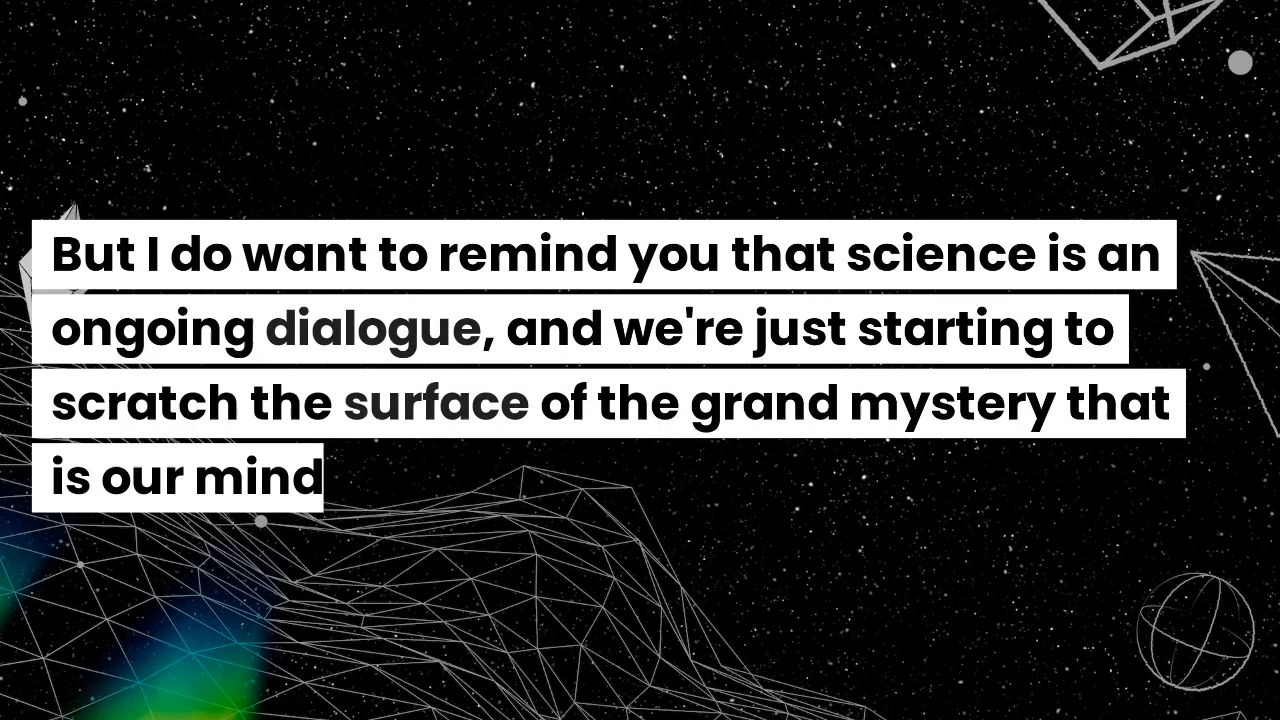 But I do want to remind you that science is an
ongoing dialogue, and we're just starting to
scratch the surface of the grand mystery that
is our mind